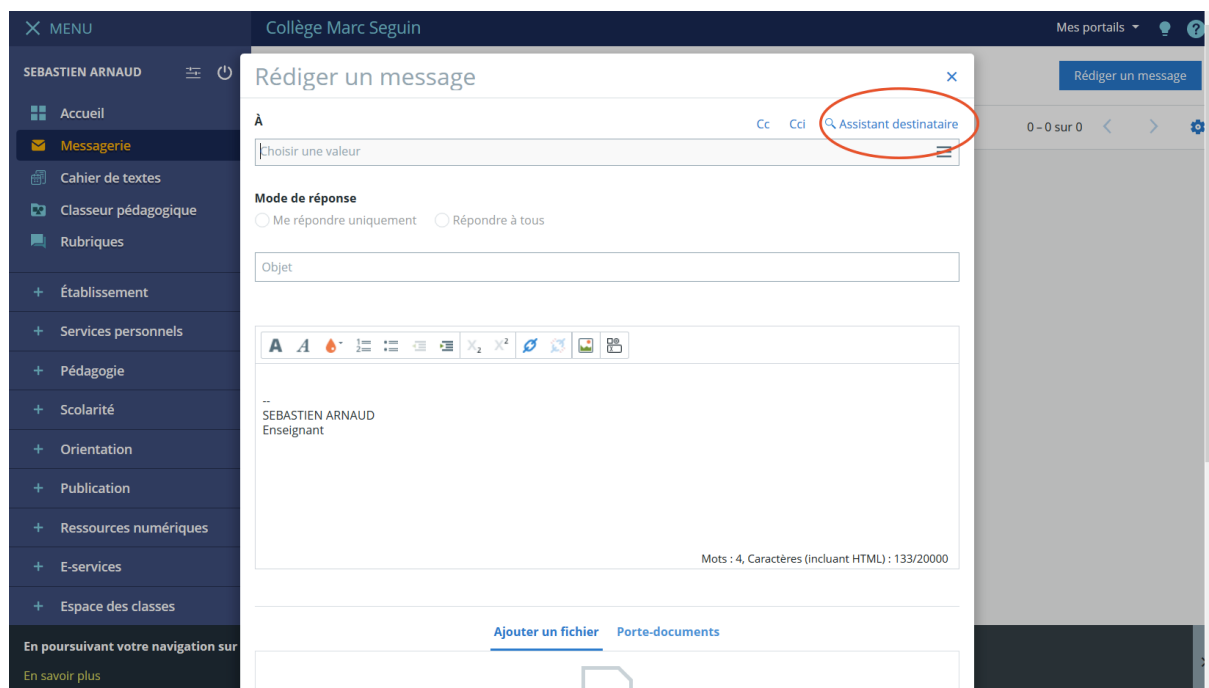 MENU
Collège Marc Seguin
Mes portails
SEBASTIEN ARNAUD
Accueil
Messagerie
Cahier de textes
Classeur pédagogique
Rubriques
+ Établissement
+ Services personnels
+ Pédagogie
+ Scolarité
+ Orientation
+ Publication
+ Ressources numériques
+ E-services
+ Espace des classes
En poursuivant votre navigation sur
En savoir plus
Rédiger un message
À
Cc Cci Assistant destinataire
Choisir une valeur
Mode de réponse
Me répondre uniquement Répondre à tous
Objet
--
SEBASTIEN ARNAUD
Enseignant
Mots : 4, Caractères (incluant HTML) : 133/20000
Ajouter un fichier Porte-documents
Rédiger un message
0 – 0 sur 0